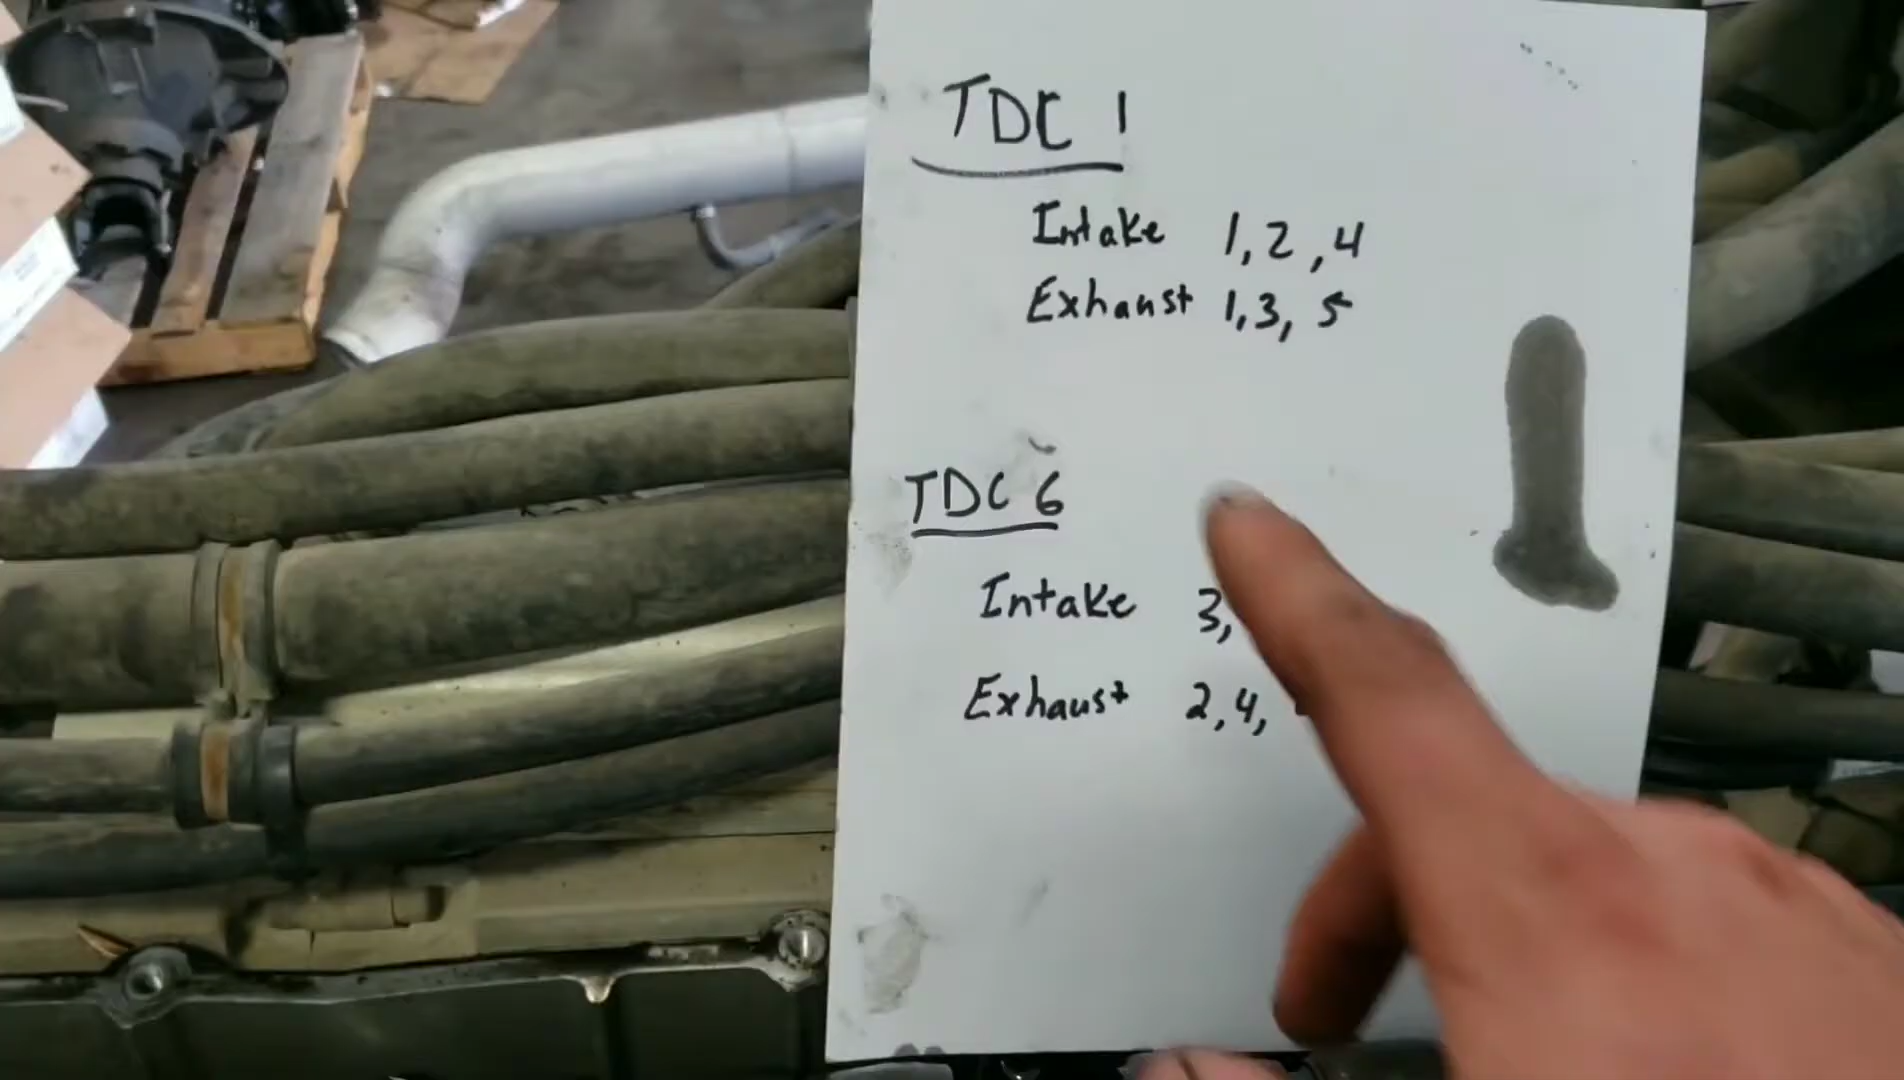 TDC 1
Intake 1,2,4
Exhaust 1,3,5
TDC 6
Intake 3,
Exhaust 2,4,